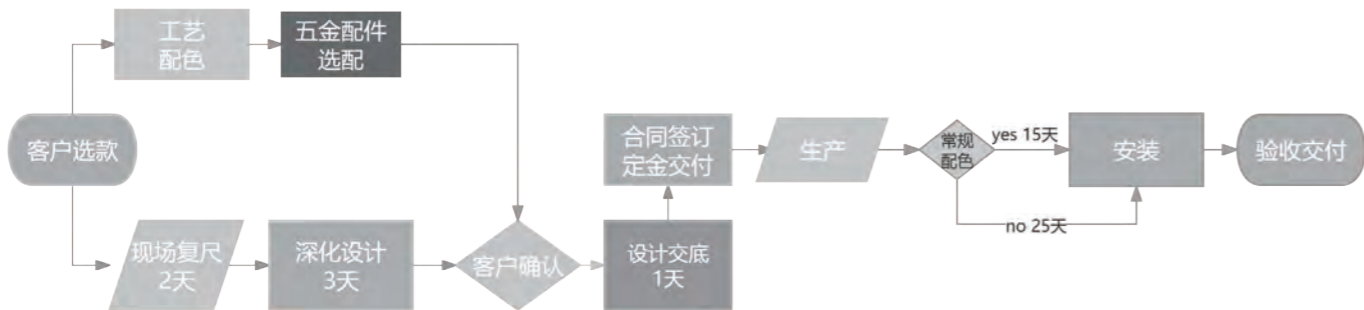 工艺
配色
五金配件
选配
客户选款
现场复尺
2天
深化设计
3天
客户确认
设计交底
1天
合同签订
定金交付
生产
常规
配色
yes 15天
no 25天
安装
验收交付